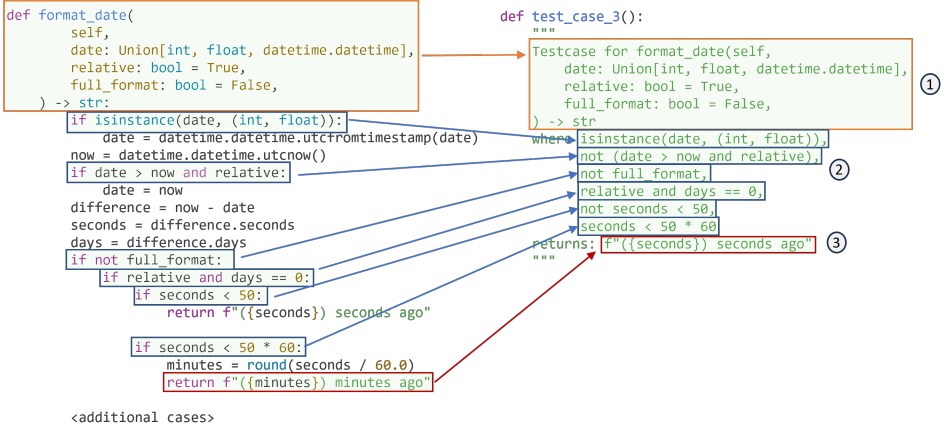 def format_date(
self,
date: Union[int, float, datetime.datetime],
relative: bool = True,
full_format: bool = False,
) -> str:
if isinstance(date, (int, float)):
date = datetime.datetime.utcfromtimestamp(date)
now = datetime.datetime.utcnow()
if date > now and relative:
date = now
difference = now - date
seconds = difference.seconds
days = difference.days
if not full_format:
if relative and days == 0:
if seconds < 50:
return f"({seconds}) seconds ago"
if seconds < 50 * 60:
minutes = round(seconds / 60.0)
return f"({minutes}) minutes ago"
<additional cases>
def test_case_3():
"""
Testcase for format_date(self,
date: Union[int, float, datetime.datetime],
relative: bool = True,
full_format: bool = False,
) -> str
where isinstance(date, (int, float)),
not (date > now and relative),
not full_format,
relative and days == 0,
not seconds < 50,
seconds < 50 * 60
returns: f"({seconds}) seconds ago"
"""
1
2
3